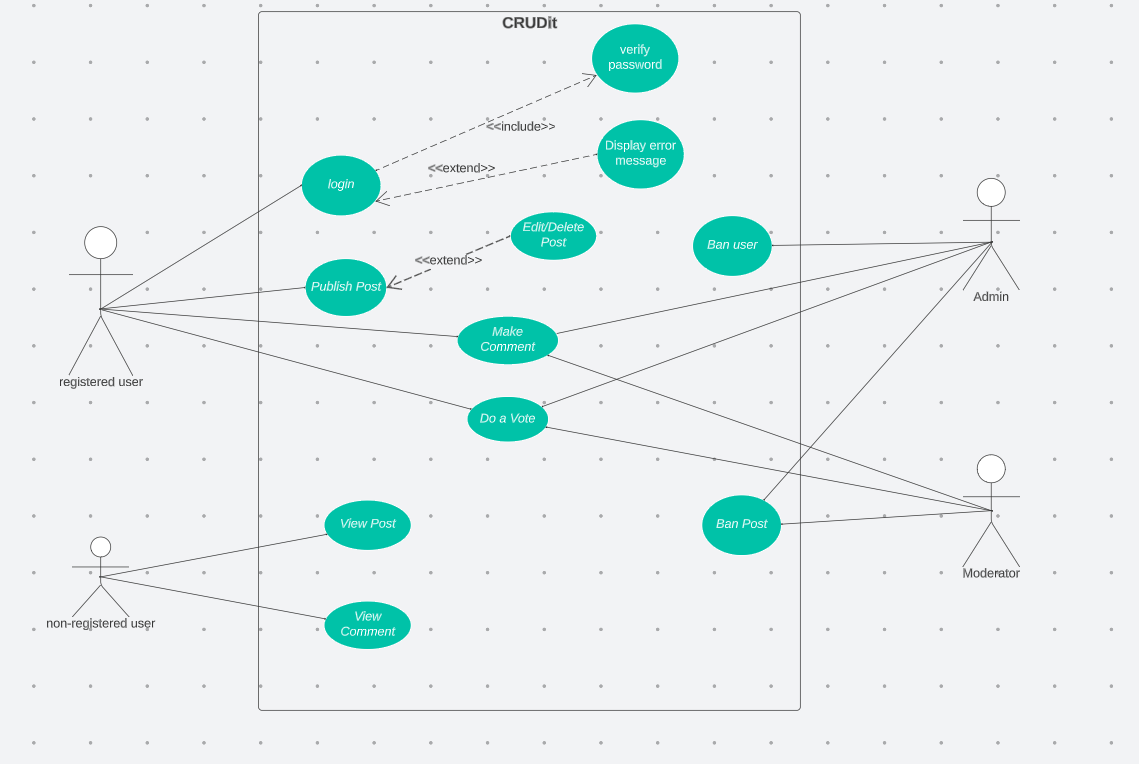 CRUDit
verify
password
<<include>>
Display error
message
<<extend>>
login
Edit/Delete
Post
Ban user
<<extend>>
Publish Post
Admin
Make
Comment
registered user
Do a Vote
View Post
Ban Post
Moderator
non-registered user
View
Comment